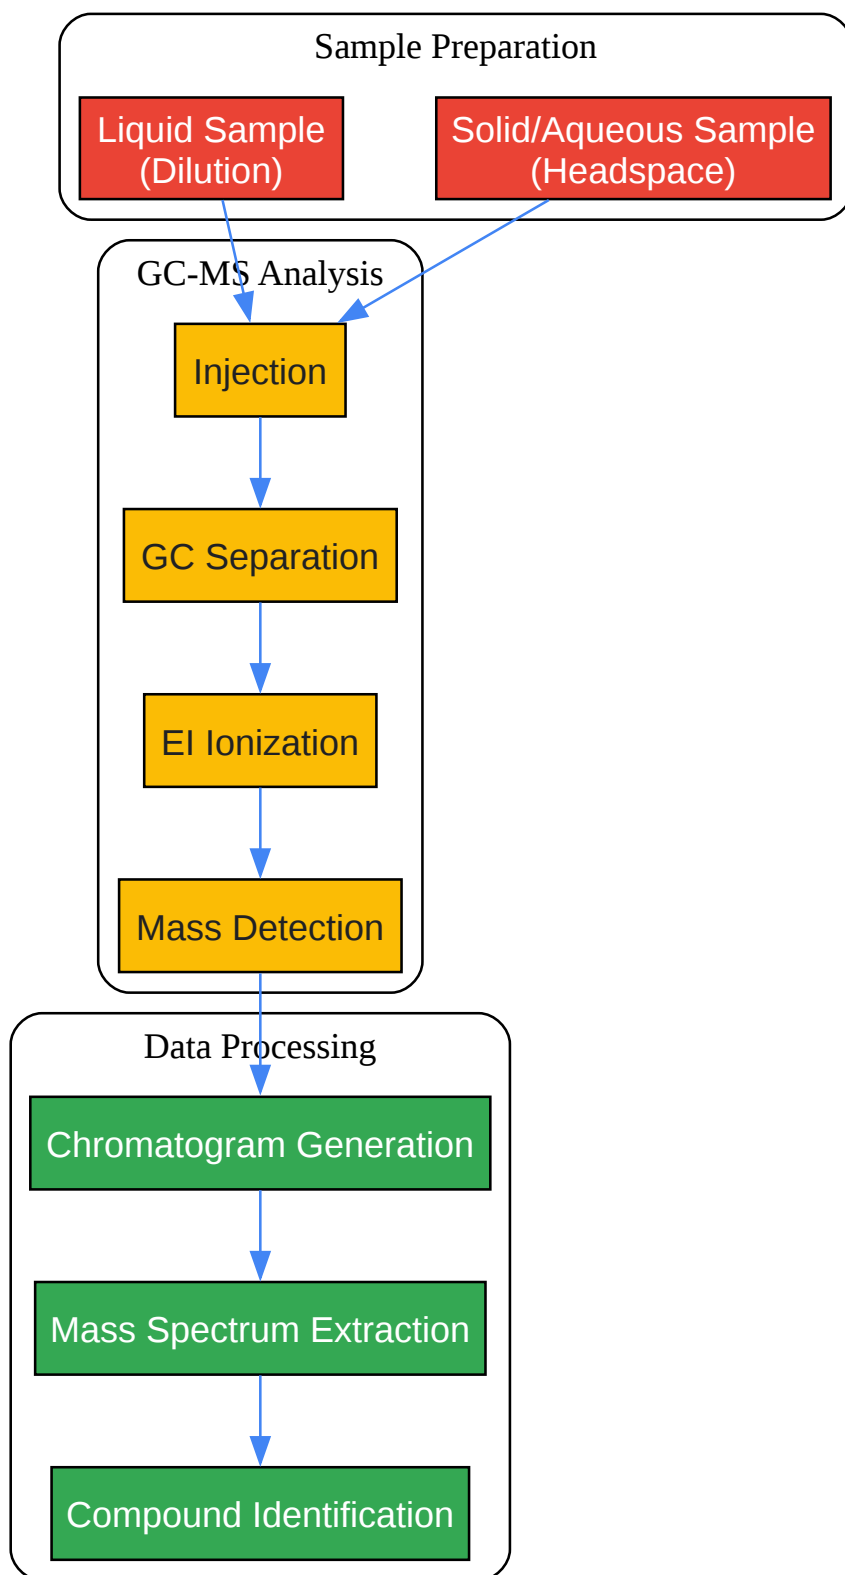 Sample Preparation
Liquid Sample
(Dilution)
Solid/Aqueous Sample
(Headspace)
GC-MS Analysis
Injection
GC Separation
EI Ionization
Mass Detection
Data Processing
Chromatogram Generation
Mass Spectrum Extraction
Compound Identification